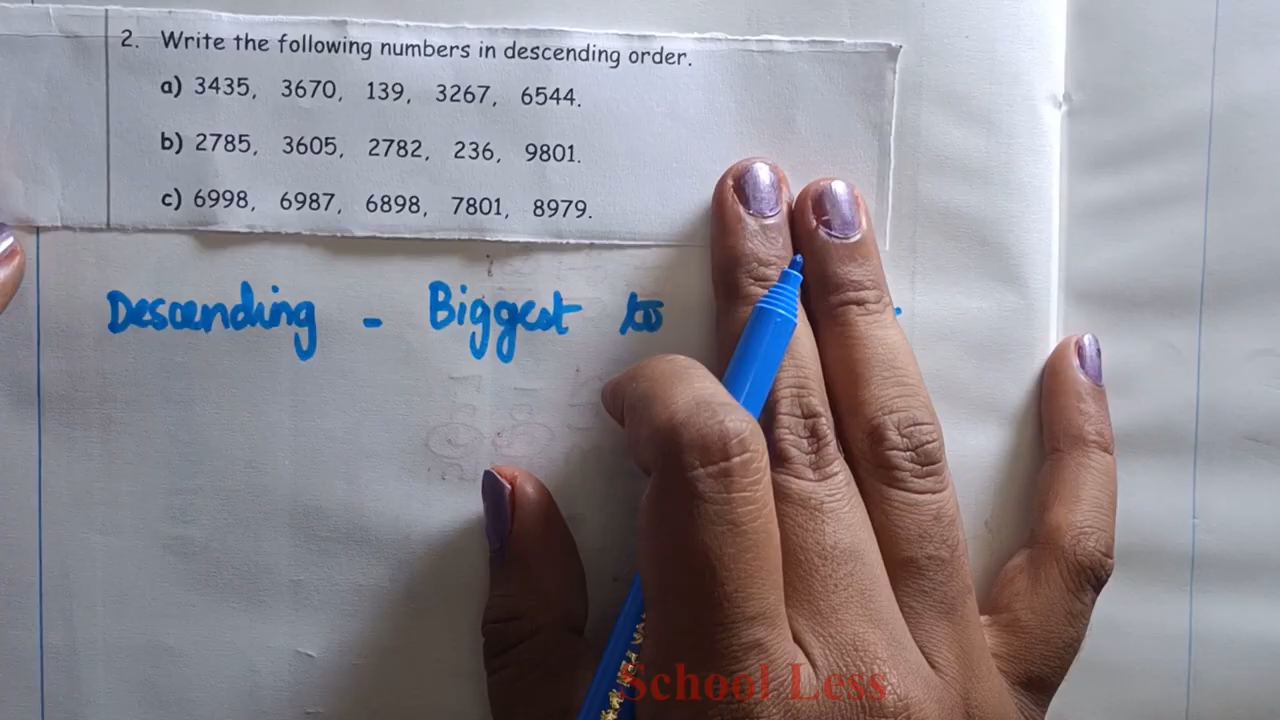 2. Write the following numbers in descending order.
a) 3435, 3670, 139, 3267, 6544.
b) 2785, 3605, 2782, 236, 9801.
c) 6998, 6987, 6898, 7801, 8979.
Descending - Biggest to
School Less